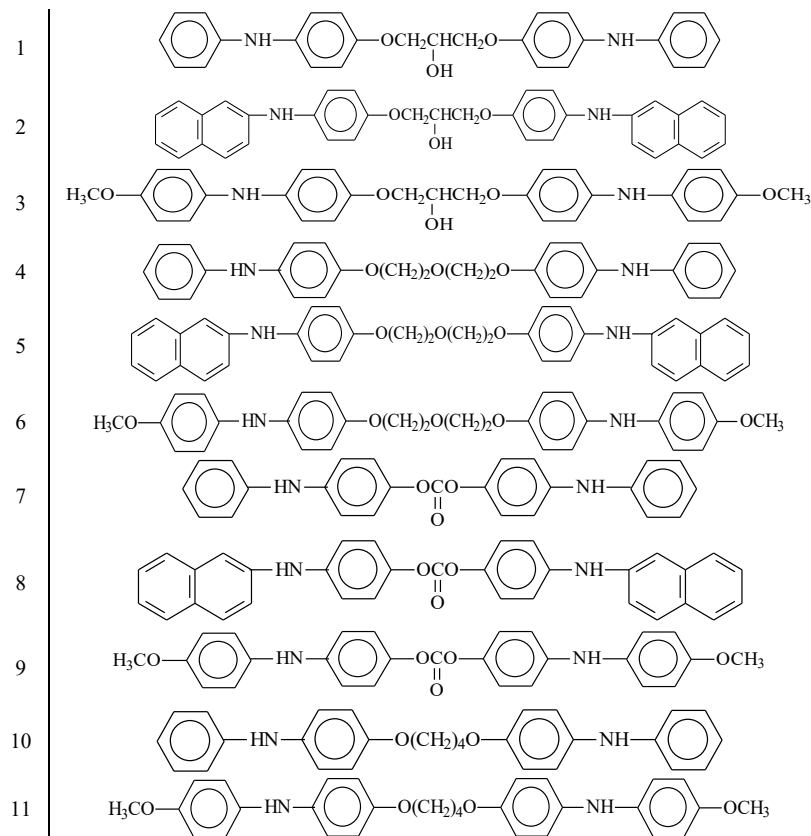 1 NH OCH₂CHCH₂O NH
OH
2 NH OCH₂CHCH₂O NH
OH
3 H₃CO NH OCH₂CHCH₂O NH OCH₃
OH
4 HN O(CH₂)₂O(CH₂)₂O NH
5 NH O(CH₂)₂O(CH₂)₂O NH
6 H₃CO HN O(CH₂)₂O(CH₂)₂O NH OCH₃
7 HN OCO NH
O
8 HN OCO NH
O
9 H₃CO HN OCO NH OCH₃
O
10 HN O(CH₂)₄O NH
11 H₃CO HN O(CH₂)₄O NH OCH₃